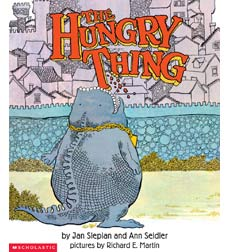 THE
HUNGRY
THING
by Jan Slepian and Ann Seidler
pictures by Richard E. Martin
SCHOLASTIC